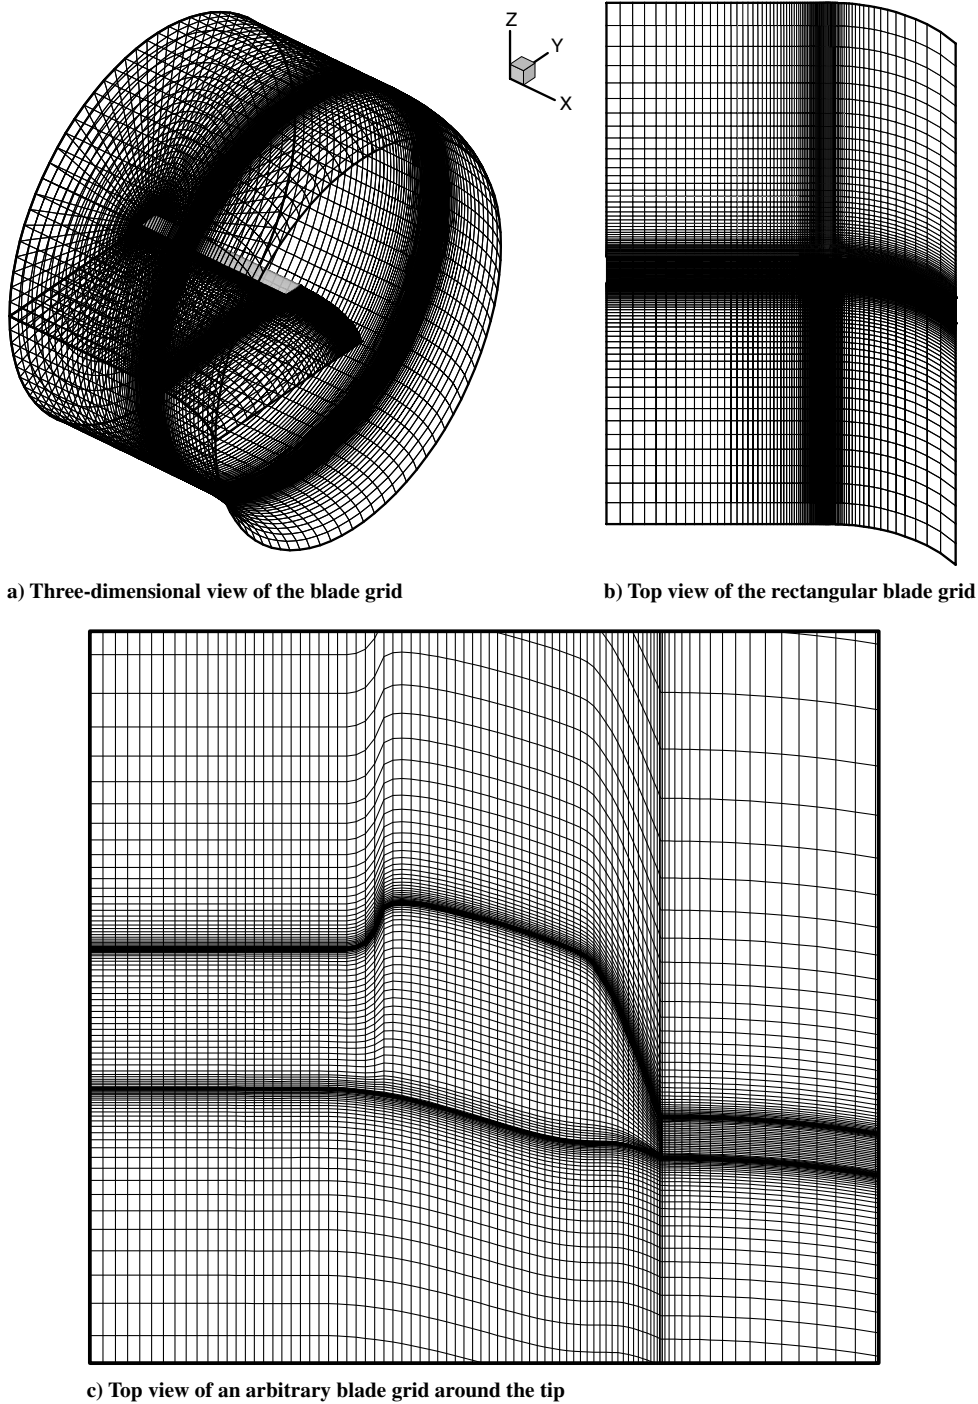 Z
Y
X
a) Three-dimensional view of the blade grid
b) Top view of the rectangular blade grid
c) Top view of an arbitrary blade grid around the tip